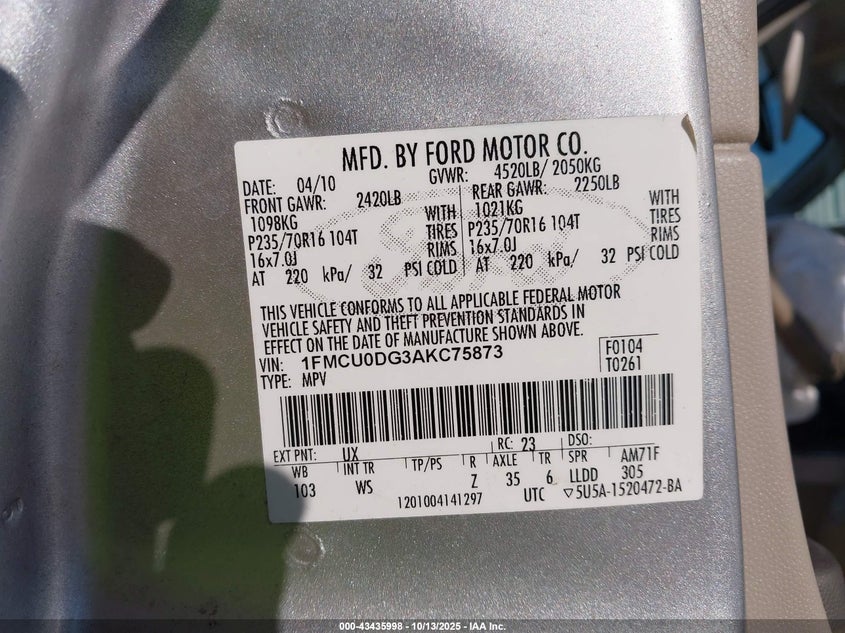 MFD. BY FORD MOTOR CO.
DATE: 04/10 GVWR: 4520LB/ 2050KG
FRONT GAWR: 2420LB REAR GAWR: 2250LB
1098KG WITH 1021KG WITH
P235/70R16 104T TIRES P235/70R16 104T TIRES
16x7.0J RIMS 16x7.0J RIMS
AT 220 kPa/ 32 PSI COLD AT 220 kPa/ 32 PSI COLD
THIS VEHICLE CONFORMS TO ALL APPLICABLE FEDERAL MOTOR
VEHICLE SAFETY AND THEFT PREVENTION STANDARDS IN
EFFECT ON THE DATE OF MANUFACTURE SHOWN ABOVE.
VIN: 1FMCU0DG3AKC75873 F0104
TYPE: MPV T0261
EXT PNT: UX RC: 23 DSO:
WB INT TR TP/PS R AXLE TR SPR AM71F
103 WS Z 35 6 LLDD 305
1201004141297 UTC ▽5U5A-1520472-BA
000-43435998 - 10/13/2025 - IAA Inc.